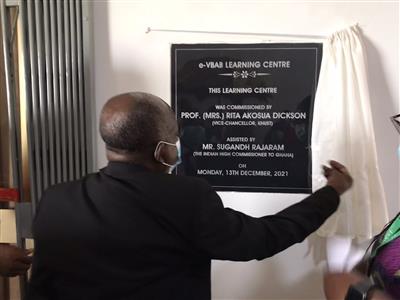 e-VBAB LEARNING CENTRE
THIS LEARNING CENTRE
WAS COMMISSIONED BY
PROF. (MRS.) RITA AKOSUA DICKSON
(VICE-CHANCELLOR, KNUST)
ASSISTED BY
MR. SUGANDH RAJARAM
(THE INDIAN HIGH COMMISSIONER TO GHANA)
ON
MONDAY, 13TH DECEMBER, 2021